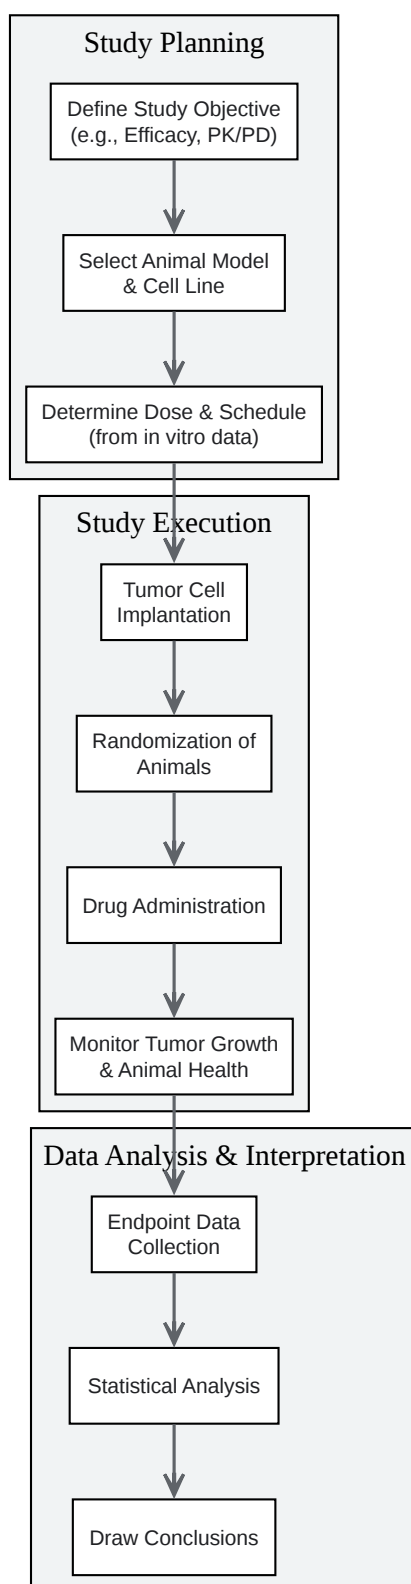 Study Planning
Define Study Objective
(e.g., Efficacy, PK/PD)
Select Animal Model
& Cell Line
Determine Dose & Schedule
(from in vitro data)
Study Execution
Tumor Cell
Implantation
Randomization of
Animals
Drug Administration
Monitor Tumor Growth
& Animal Health
Data Analysis & Interpretation
Endpoint Data
Collection
Statistical Analysis
Draw Conclusions